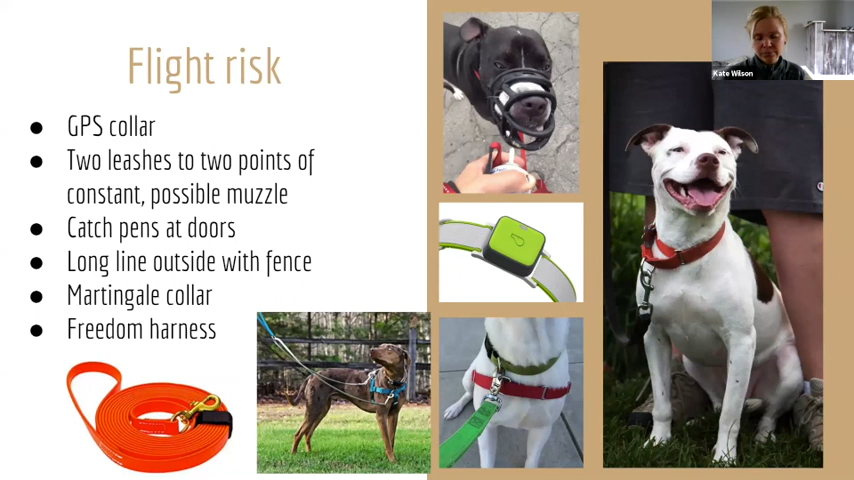 Flight risk
● GPS collar
● Two leashes to two points of
constant, possible muzzle
● Catch pens at doors
● Long line outside with fence
● Martingale collar
● Freedom harness
Kate Wilson